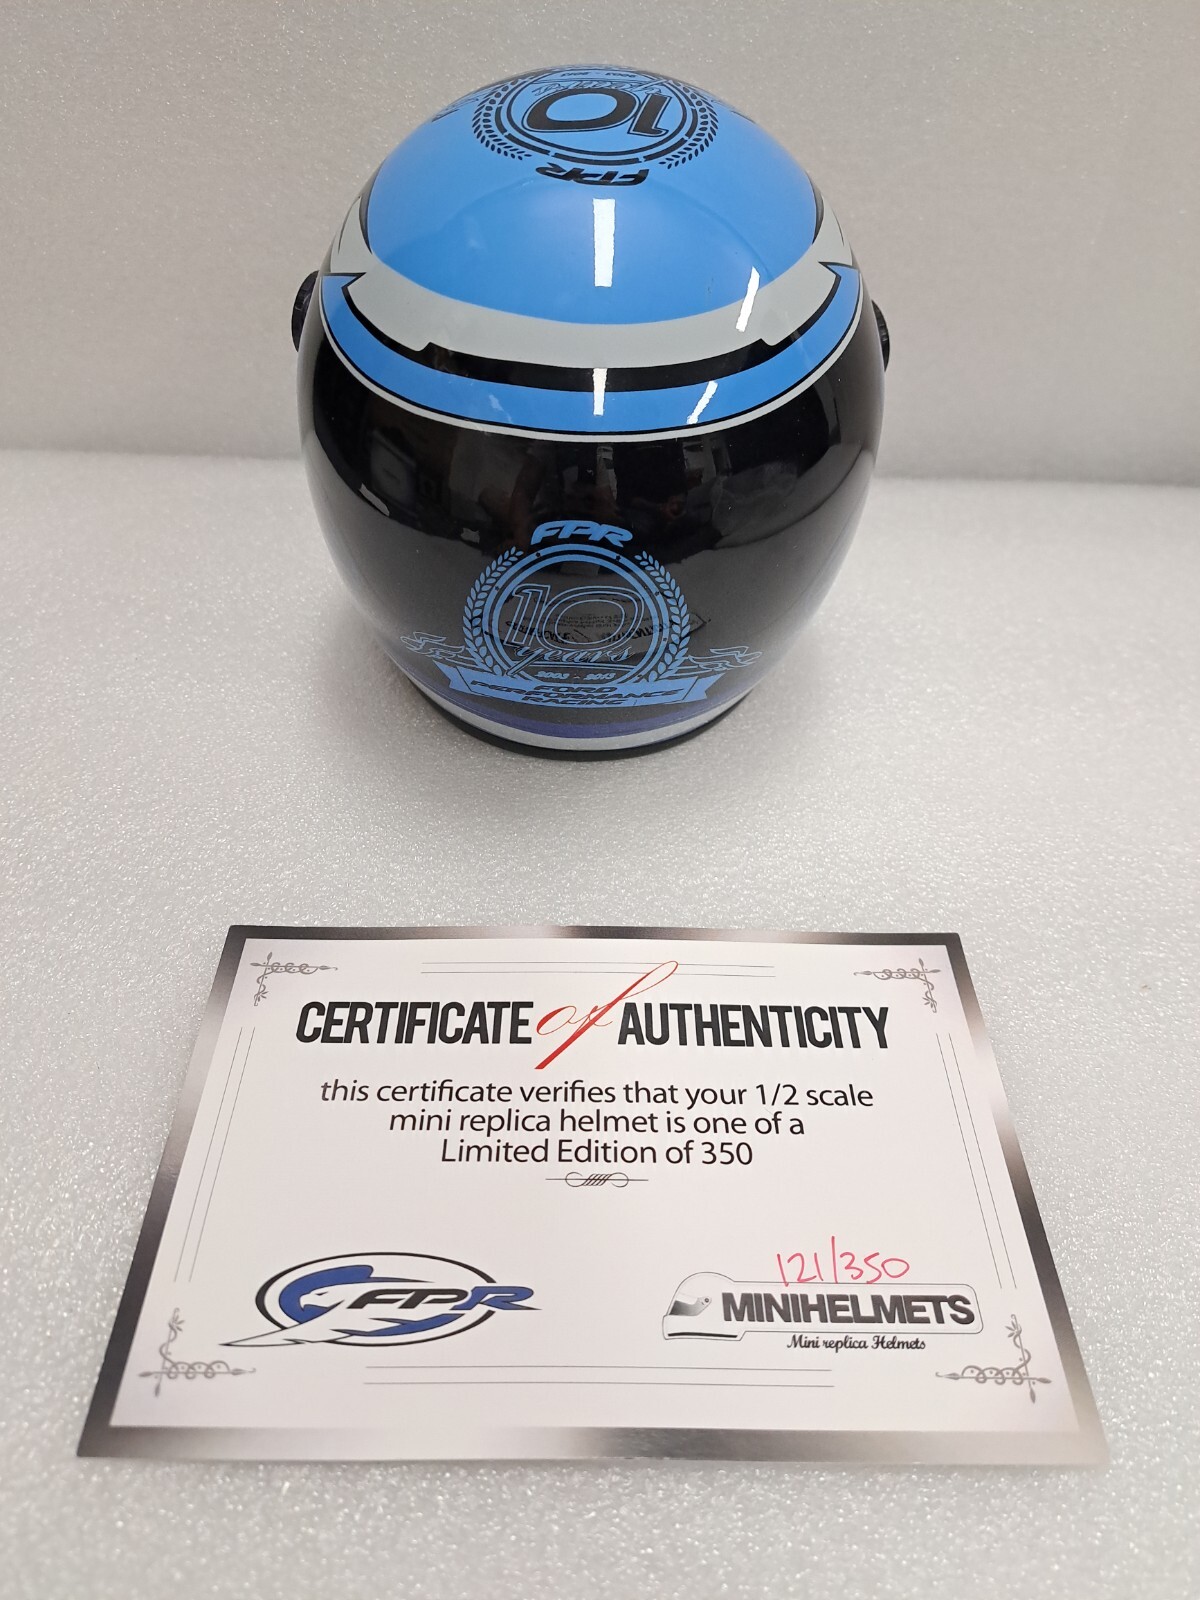 10
FPR
FPR
10
years
2003 - 2013
FORD
PERFORMANCE
RACING
CERTIFICATE of AUTHENTICITY
this certificate verifies that your 1/2 scale
mini replica helmet is one of a
Limited Edition of 350
FPR
121/350
MINIHELMETS
Mini replica Helmets